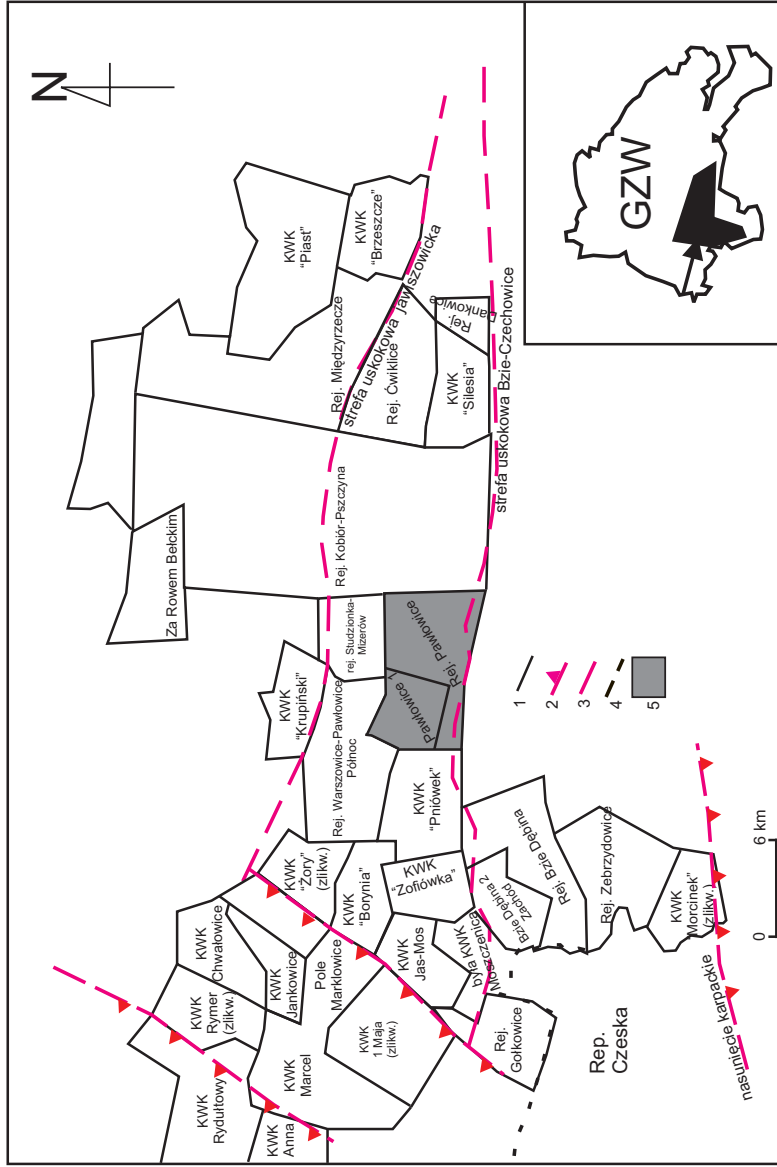 N
GZW
KWK
“Piast”
KWK
“Brzeszcze”
Rej. Międzyrzecze
strefa uskokowa jawiszowicka
Rej. Ćwiklice
Rej.
Dankowice
KWK
“Silesia”
strefa uskokowa Bzie-Czechowice
Za Rowem Bełckim
Rej. Kobiór-Pszczyna
rej. Studzionka-
Mizerów
KWK
“Krupiński”
Rej. Warszowice-Pawłowice
Północ
Pawłowice 1
Rej. Pawłowice
KWK
“Pniówek”
KWK
“Żory”
(zlikw.)
KWK
“Borynia”
KWK
“Zofiówka”
KWK
Chwałowice
KWK
Jankowice
Pole
Marklowice
KWK
Jas-Mos
była KWK
Moszczenica
Bzie Dębina 2
Zachód
Rej. Bzie Dębina
Rej. Zebrzydowice
KWK
Morcinek”
(zlikw.)
KWK
Rymer
(zlikw.)
KWK
Rydułtowy
KWK
Anna
KWK
Marcel
KWK
1 Maja
(zlikw.)
Rej.
Gołkowice
Rep.
Czeska
nasunięcie karpackie
1
2
3
4
5
0
6 km